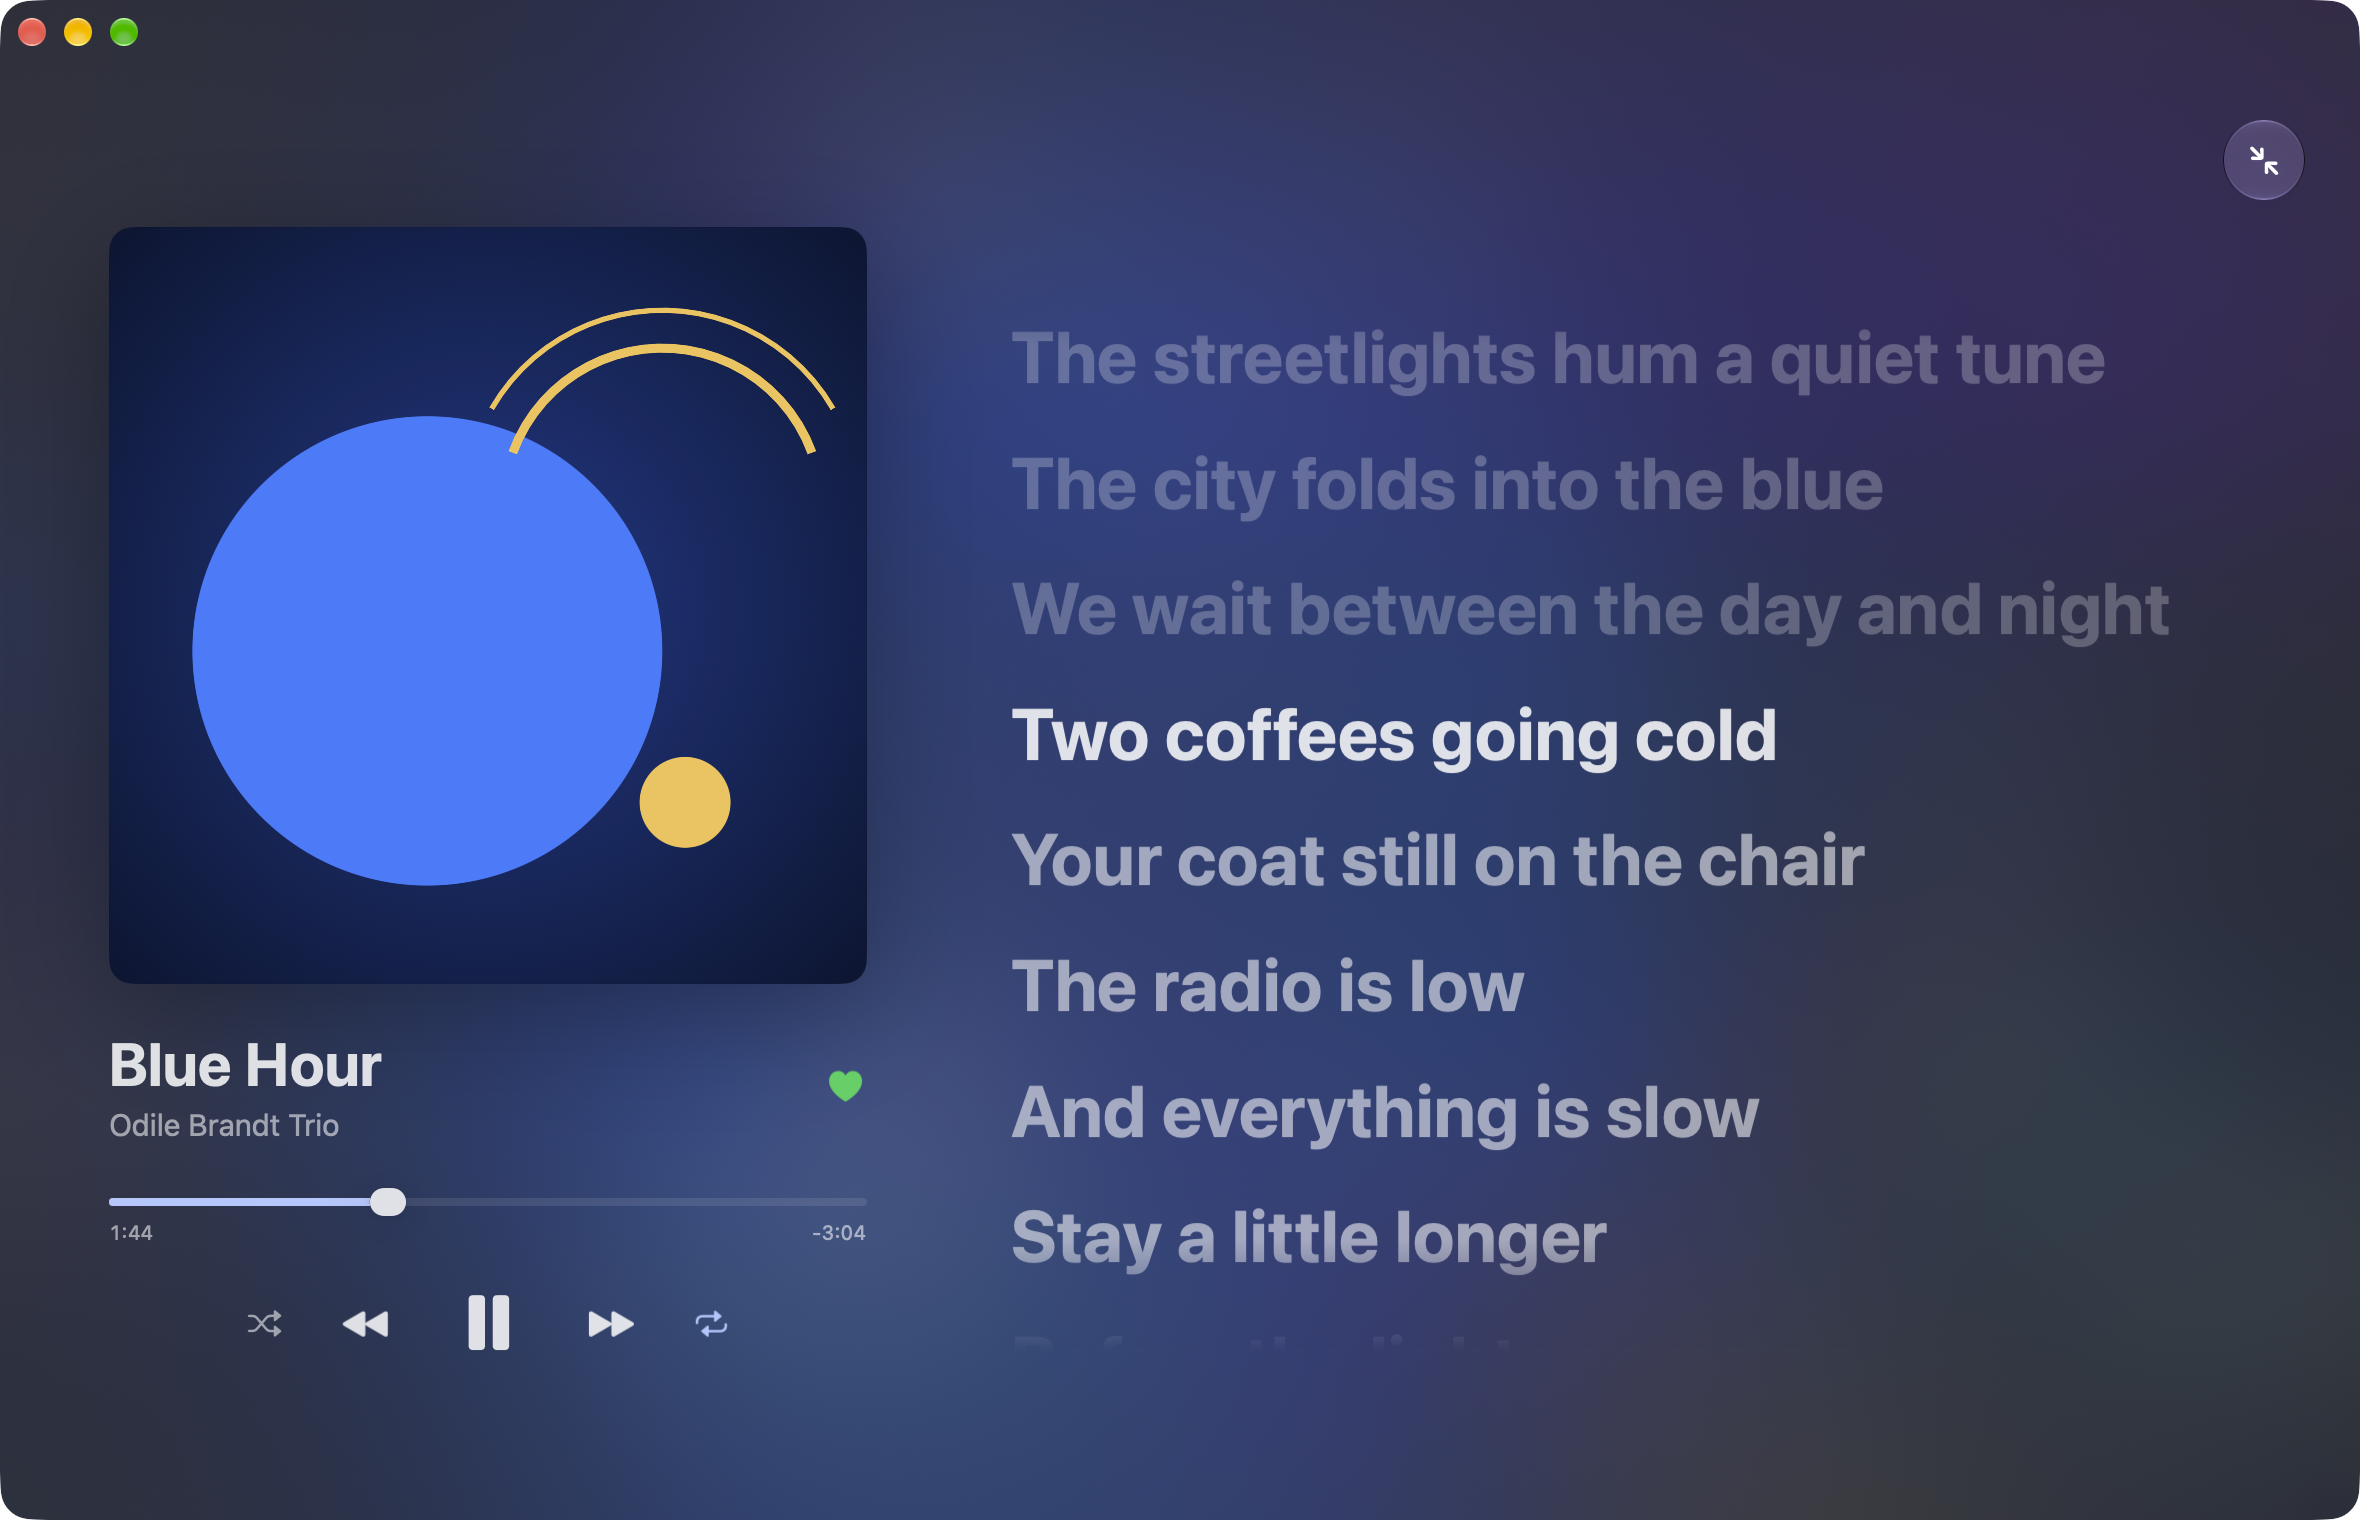 The streetlights hum a quiet tune
The city folds into the blue
We wait between the day and night
Two coffees going cold
Your coat still on the chair
The radio is low
And everything is slow
Stay a little longer
Blue Hour
Odile Brandt Trio
1:44
-3:04